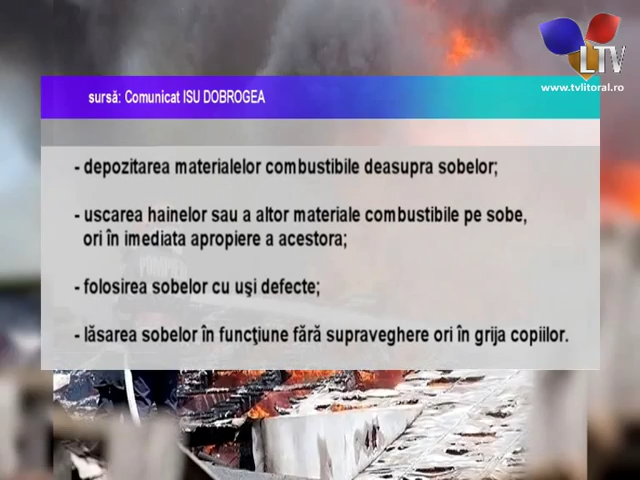 LTV
www.tvlitoral.ro
sursă: Comunicat ISU DOBROGEA
- depozitarea materialelor combustibile deasupra sobelor;
- uscarea hainelor sau a altor materiale combustibile pe sobe,
ori în imediata apropiere a acestora;
- folosirea sobelor cu uşi defecte;
- lăsarea sobelor în funcţiune fără supraveghere ori în grija copiilor.